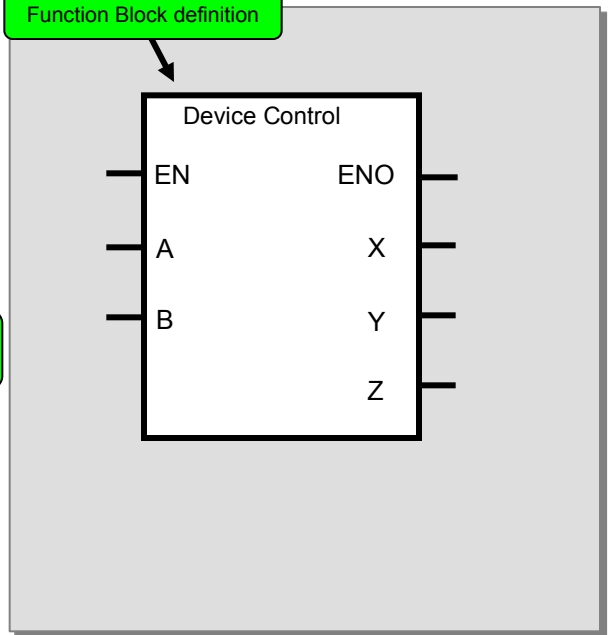 Function Block definition
Device Control
EN ENO
A X
B Y
Z